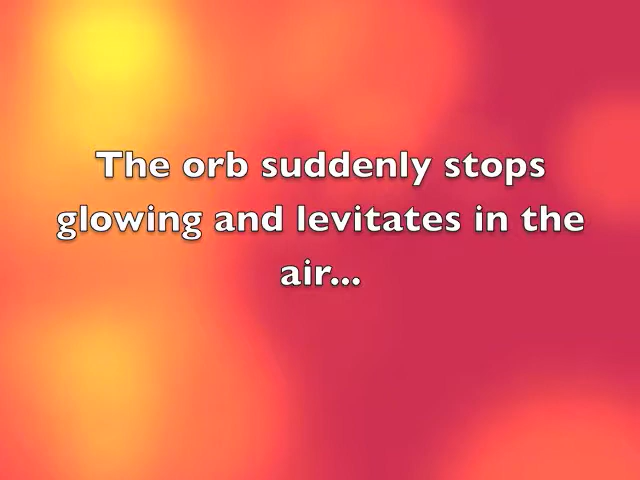 The orb suddenly stops
glowing and levitates in the
air...